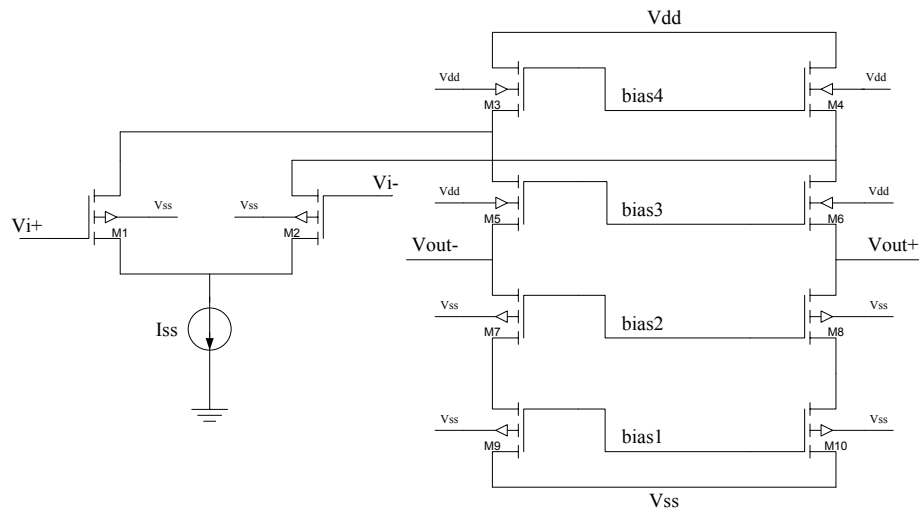 Vdd
Vdd
M3
bias4
Vdd
M4
Vi-
Vdd
M5
bias3
Vdd
M6
Vi+
Vss
M1
Vss
M2
Vout-
Vout+
Iss
Vss
M7
bias2
Vss
M8
Vss
M9
bias1
Vss
M10
Vss